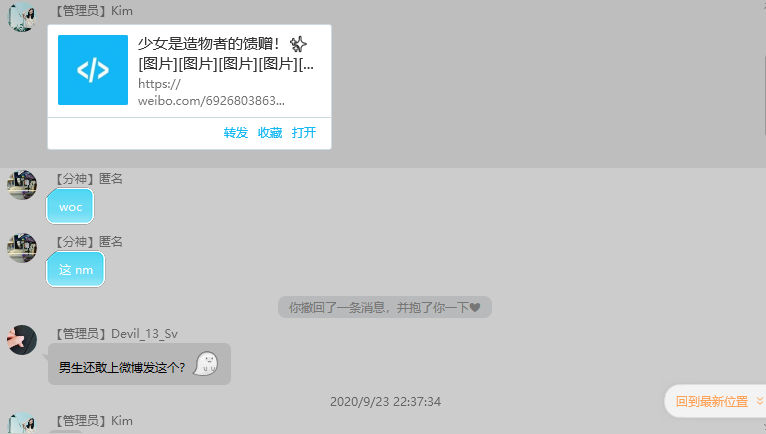 【管理员】Kim
少女是造物者的馈赠！✨
[图片][图片][图片][图片][...
https://
weibo.com/6926803863...
转发 收藏 打开
【分神】匿名
woc
【分神】匿名
这 nm
你撤回了一条消息，并抱了你一下❤
【管理员】Devil_13_Sv
男生还敢上微博发这个？
2020/9/23 22:37:34
回到最新位置
【管理员】Kim